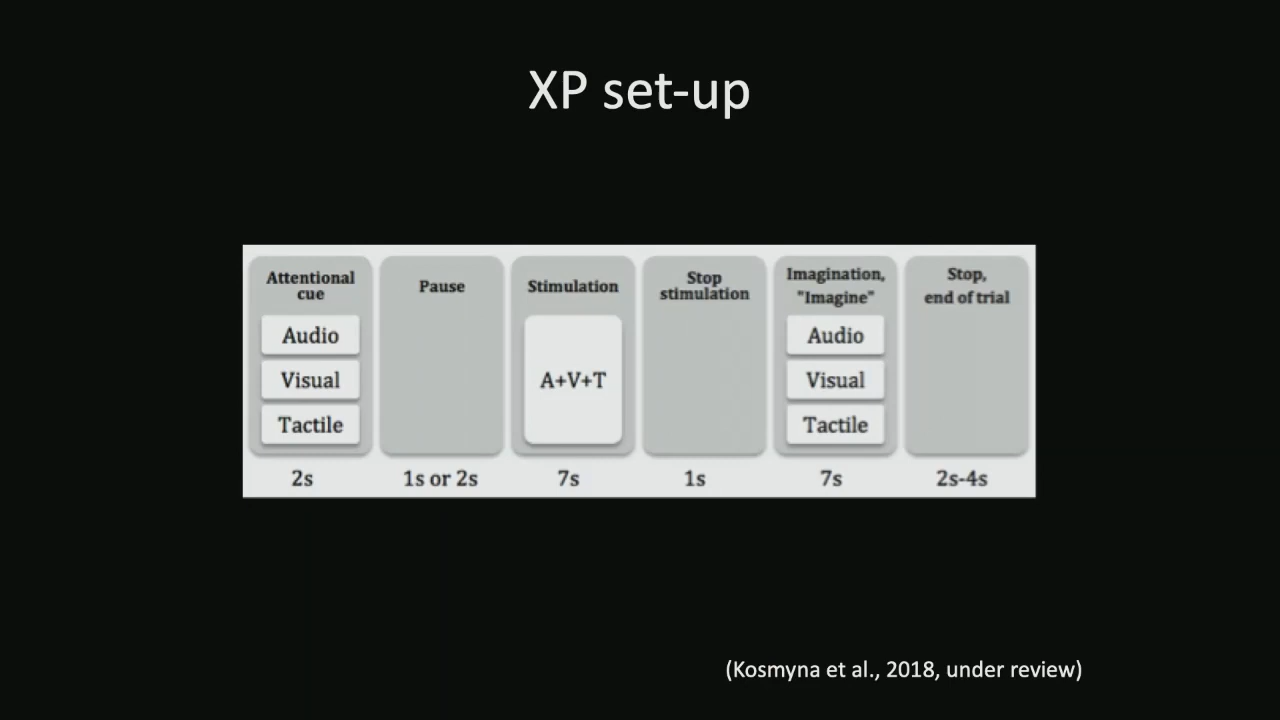 XP set-up
Attentional
cue
Audio
Visual
Tactile
2s
Pause
1s or 2s
Stimulation
A+V+T
7s
Stop
stimulation
1s
Imagination,
"Imagine"
Audio
Visual
Tactile
7s
Stop,
end of trial
2s-4s
(Kosmyna et al., 2018, under review)